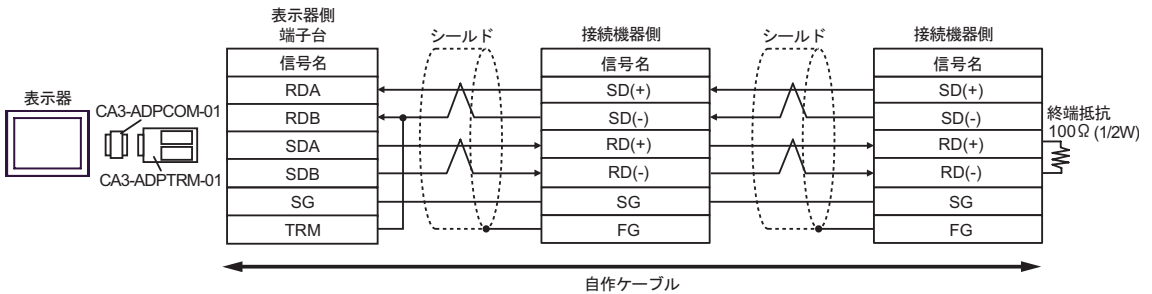 表示器
CA3-ADPCOM-01
CA3-ADPTRM-01
表示器側
端子台
信号名
RDA
RDB
SDA
SDB
SG
TRM
シールド
接続機器側
信号名
SD(+)
SD(-)
RD(+)
RD(-)
SG
FG
シールド
接続機器側
信号名
SD(+)
SD(-)
RD(+)
RD(-)
SG
FG
終端抵抗
100Ω (1/2W)
自作ケーブル